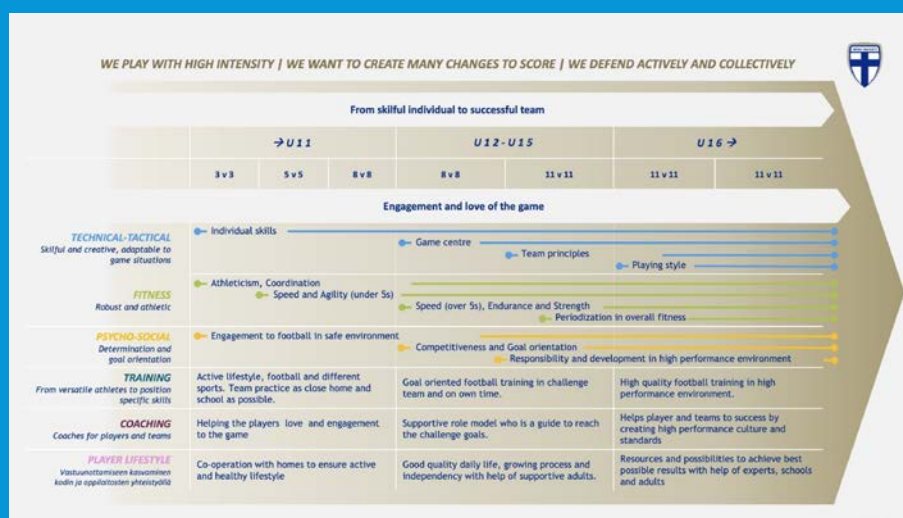 WE PLAY WITH HIGH INTENSITY | WE WANT TO CREATE MANY CHANGES TO SCORE | WE DEFEND ACTIVELY AND COLLECTIVELY
From skilful individual to successful team
→U11
U12-U15
U16→
3 v 3
5 v 5
8 v 8
8 v 8
11 v 11
11 v 11
11 v 11
Engagement and love of the game
TECHNICAL-TACTICAL
Skilful and creative, adaptable to
game situations
Individual skills
Game centre
Team principles
Playing style
FITNESS
Robust and athletic
Athleticism, Coordination
Speed and Agility (under 5s)
Speed (over 5s), Endurance and Strength
Periodization in overall fitness
PSYCHO-SOCIAL
Determination and
goal orientation
Engagement to football in safe environment
Competitiveness and Goal orientation
Responsibility and development in high performance environment
TRAINING
From versatile athletes to position
specific skills
Active lifestyle, football and different
sports. Team practice as close home and
school as possible.
Goal oriented football training in challenge
team and on own time.
High quality football training in high
performance environment.
COACHING
Coaches for players and teams
Helping the players love and engagement
to the game
Supportive role model who is a guide to reach
the challenge goals.
Helps player and teams to success by
creating high performance culture and
standards
PLAYER LIFESTYLE
Vastuunottamiseen kasvaminen
kodin ja oppilaitosten yhteistyöllä
Co-operation with homes to ensure active
and healthy lifestyle
Good quality daily life, growing process and
independency with help of supportive adults.
Resources and possibilities to achieve best
possible results with help of experts, schools
and adults